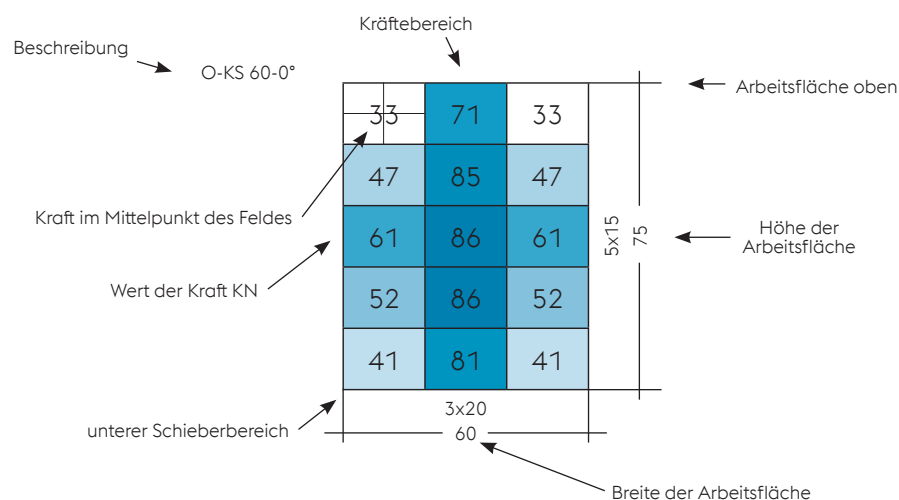 Kräftebereich
Beschreibung
O-KS 60-0°
Arbeitsfläche oben
33 71 33
47 85 47
Kraft im Mittelpunkt des Feldes
61 86 61
5x15
75
Höhe der
Arbeitsfläche
Wert der Kraft KN
52 86 52
41 81 41
3x20
unterer Schieberbereich
60
Breite der Arbeitsfläche